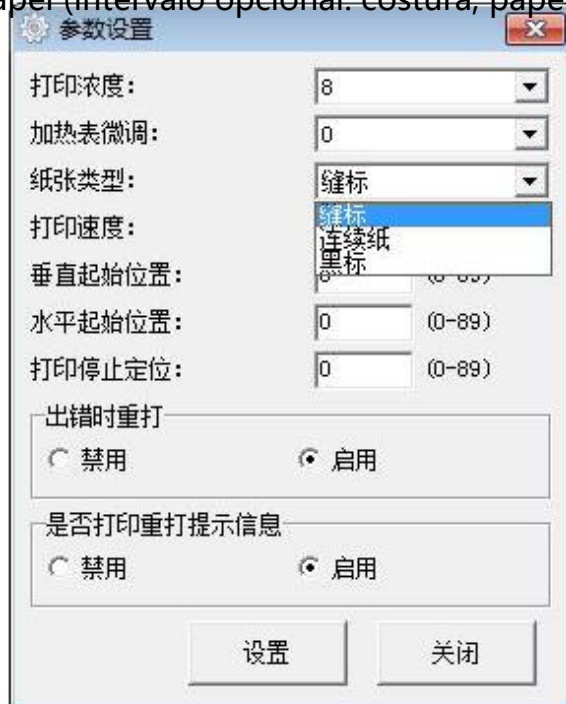 apel (intervalo opcional: costura, pape
参数设置
打印浓度： 8
加热表微调： 0
纸张类型： 缝标
打印速度： 缝标
连续纸
黑标
垂直起始位置： (0-89)
水平起始位置： 0 (0-89)
打印停止定位： 0 (0-89)
出错时重打
禁用 启用
是否打印重打提示信息
禁用 启用
设置 关闭